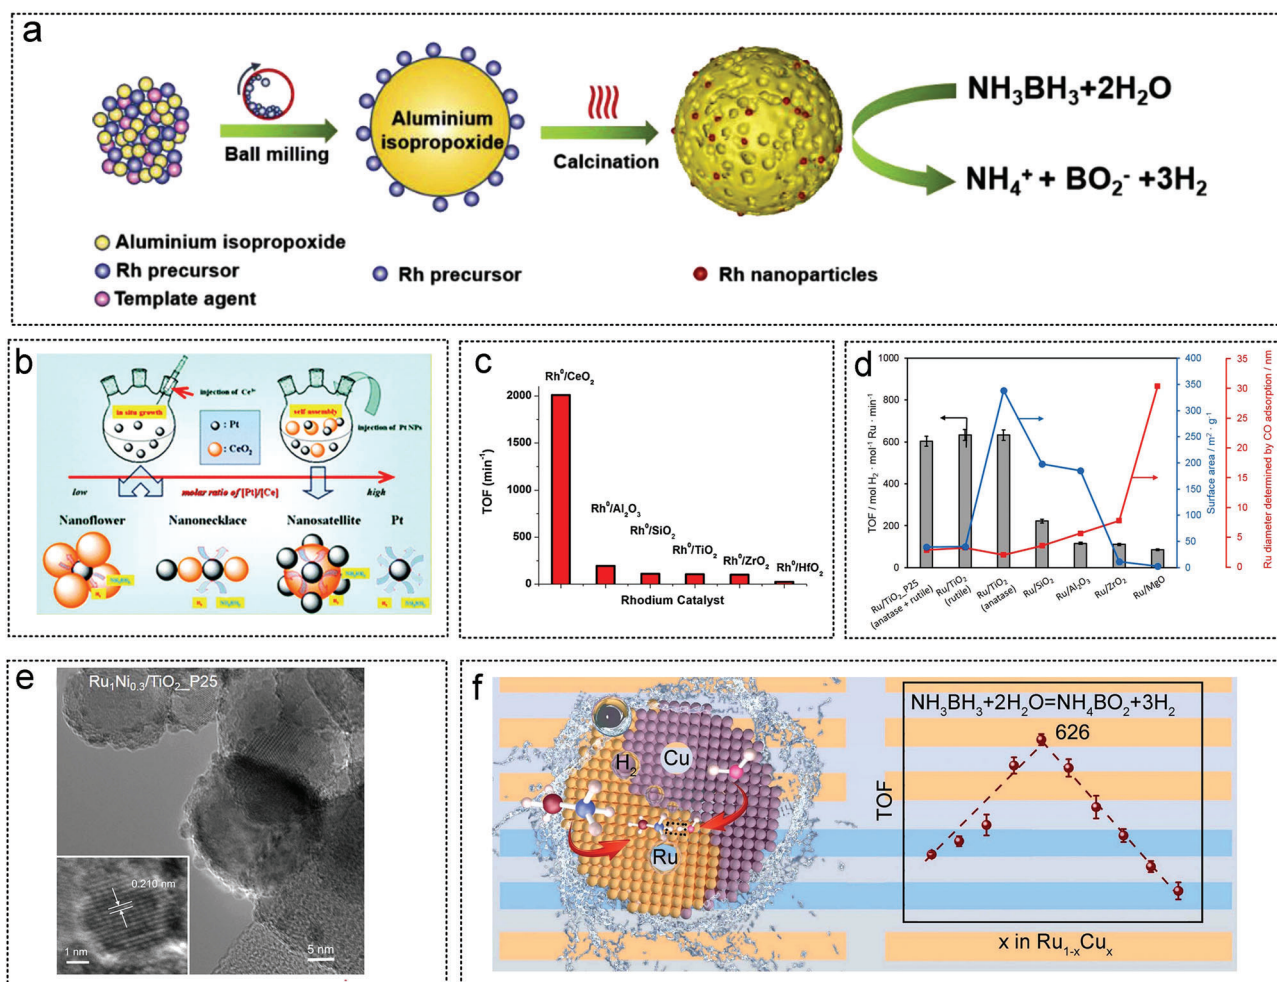 a
NH₃BH₃+2H₂O
Aluminium
isopropoxide
Ball milling
Calcination
NH₄⁺ + BO₂⁻ +3H₂
Aluminium isopropoxide
Rh precursor
Template agent
Rh precursor
Rh nanoparticles
b
injection of Ce³⁺
in situ growth
self assembly
: Pt
: CeO₂
injection of Pt NPs
low
molar ratio of [Pt]/[Ce]
high
Nanoflower
Nanonecklace
Nanosatellite
Pt
c
Rh⁰/CeO₂
2000
1500
1000
500
0
TOF (min⁻¹)
Rh⁰/Al₂O₃
Rh⁰/SiO₂
Rh⁰/TiO₂
Rh⁰/ZrO₂
Rh⁰/HfO₂
Rhodium Catalyst
d
TOF / mol H₂ · mol⁻¹ Ru · min⁻¹
1000
800
600
400
200
0
400
350
300
250
200
150
100
50
0
Surface area / m² · g⁻¹
35
30
25
20
15
10
5
0
Ru diameter determined by CO adsorption / nm
Ru/TiO₂_P25
(anatase + rutile)
Ru/TiO₂
(rutile)
Ru/TiO₂
(anatase)
Ru/SiO₂
Ru/Al₂O₃
Ru/ZrO₂
Ru/MgO
e
Ru₁Ni₀.₃/TiO₂_P25
0.210 nm
1 nm
5 nm
f
Cu
H₂
Ru
NH₃BH₃+2H₂O=NH₄BO₂+3H₂
626
TOF
x in Ru₁₋ₓCuₓ